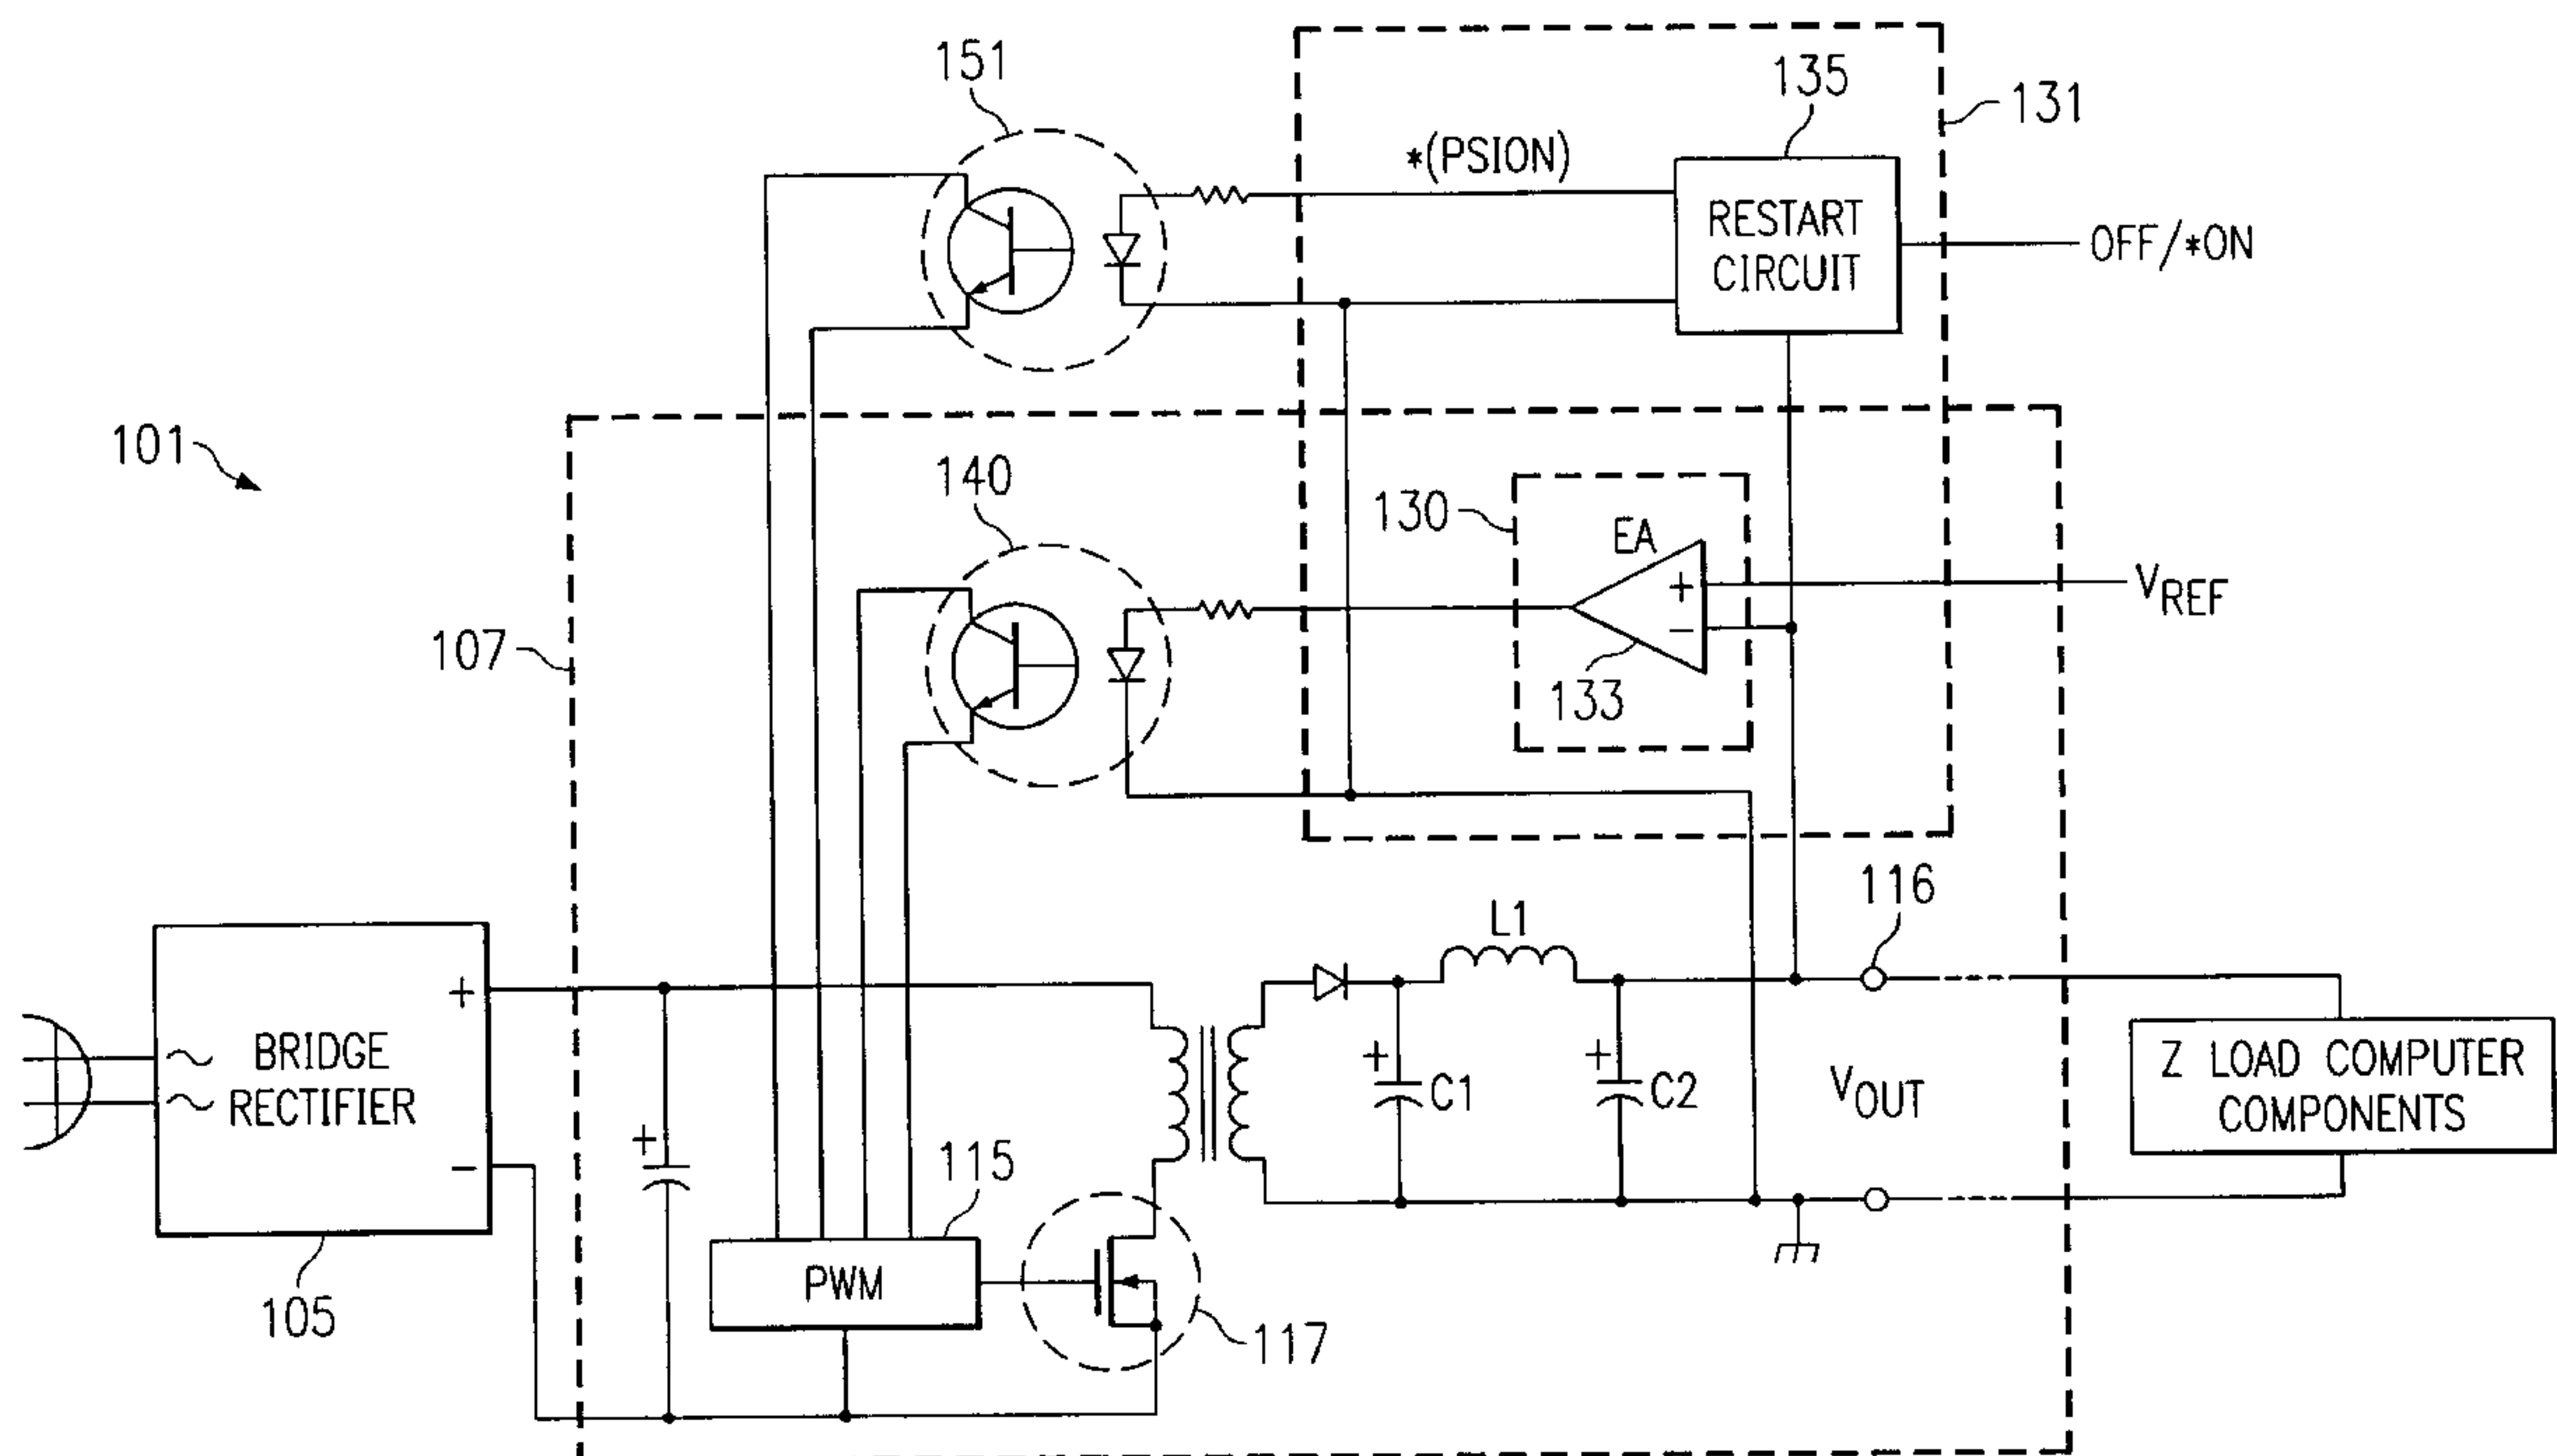 151
135
131
*(PSION)
RESTART
CIRCUIT
OFF/*ON
101
140
130
EA
+
VREF
−
107
133
116
L1
+
BRIDGE
RECTIFIER
+
C1
+
C2
VOUT
Z LOAD COMPUTER
COMPONENTS
+
−
115
PWM
105
117